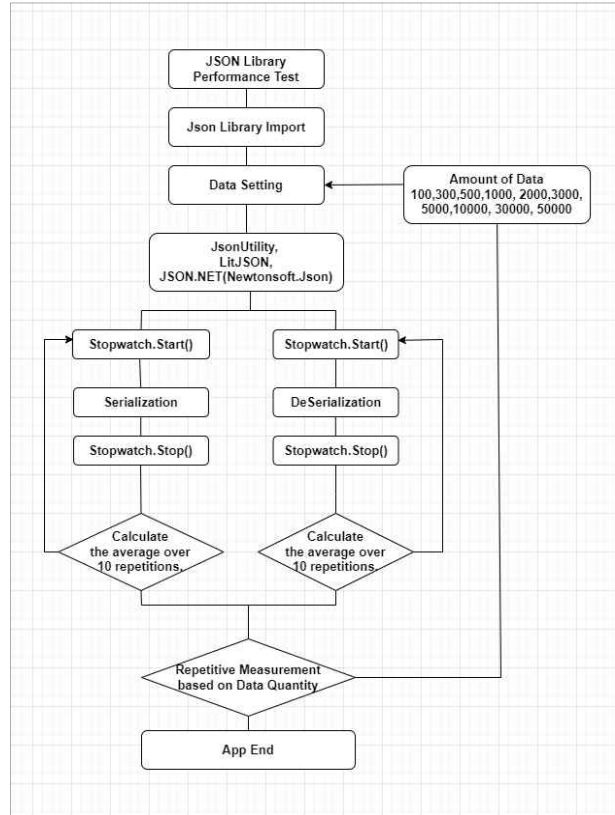 JSON Library
Performance Test
Json Library Import
Data Setting
Amount of Data
100,300,500,1000, 2000,3000,
5000,10000, 30000, 50000
JsonUtility,
LitJSON,
JSON.NET(Newtonsoft.Json)
Stopwatch.Start()
Serialization
Stopwatch.Stop()
Calculate
the average over
10 repetitions.
Stopwatch.Start()
DeSerialization
Stopwatch.Stop()
Calculate
the average over
10 repetitions.
Repetitive Measurement
based on Data Quantity
App End